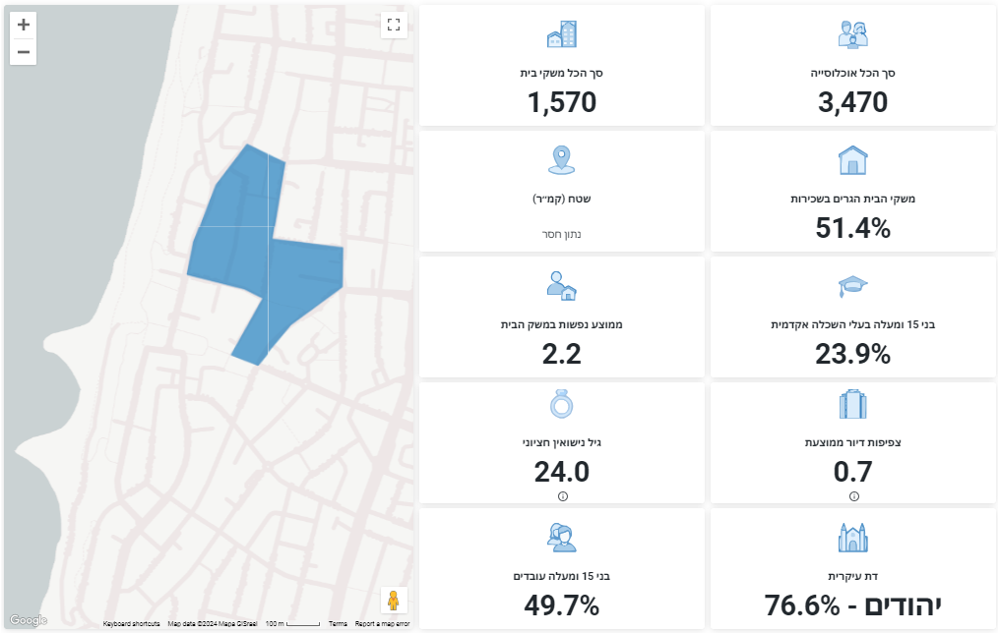 +
−
סך הכל אוכלוסייה
3,470
סך הכל משקי בית
1,570
משקי הבית הגרים בשכירות
51.4%
שטח (קמ״ר)
נתון חסר
בני 15 ומעלה בעלי השכלה אקדמית
23.9%
ממוצע נפשות במשק הבית
2.2
צפיפות דיור ממוצעת
0.7
גיל נישואין חציוני
24.0
דת עיקרית
יהודים - 76.6%
בני 15 ומעלה עובדים
49.7%
Google
Keyboard shortcuts Map data ©2024 Mapa GISrael 100 m Terms Report a map error